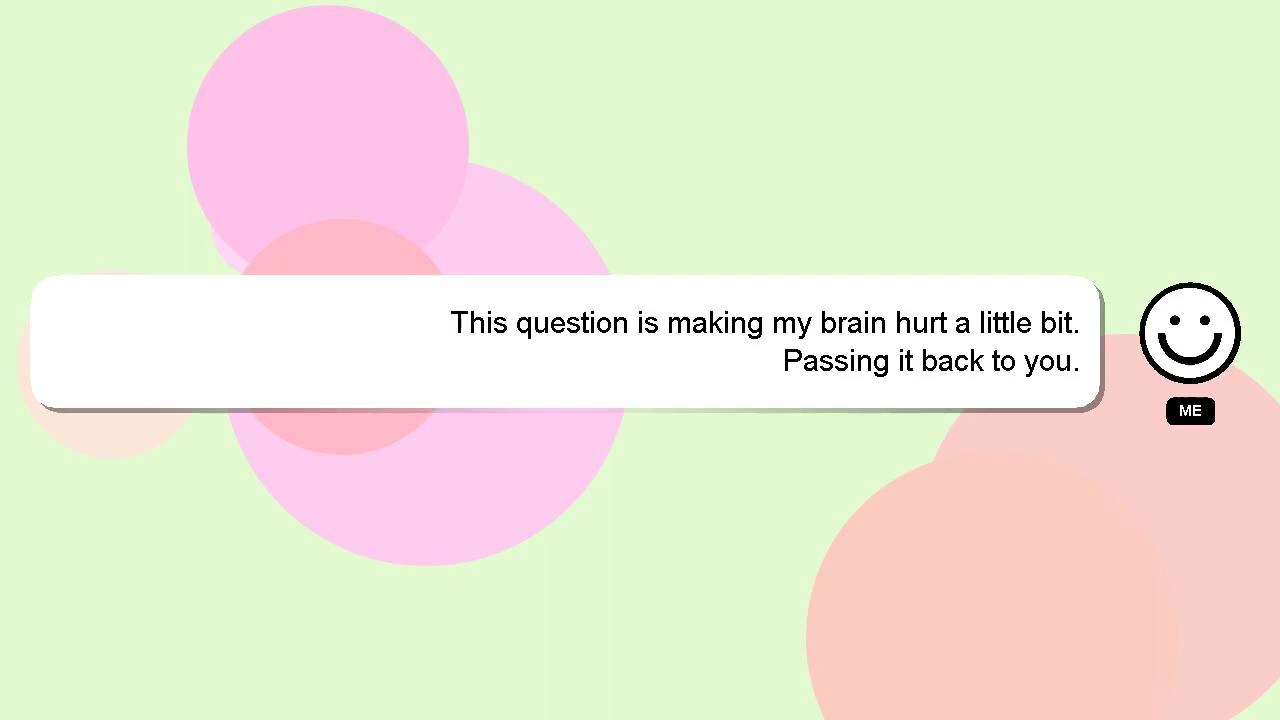 This question is making my brain hurt a little bit.
Passing it back to you.
ME